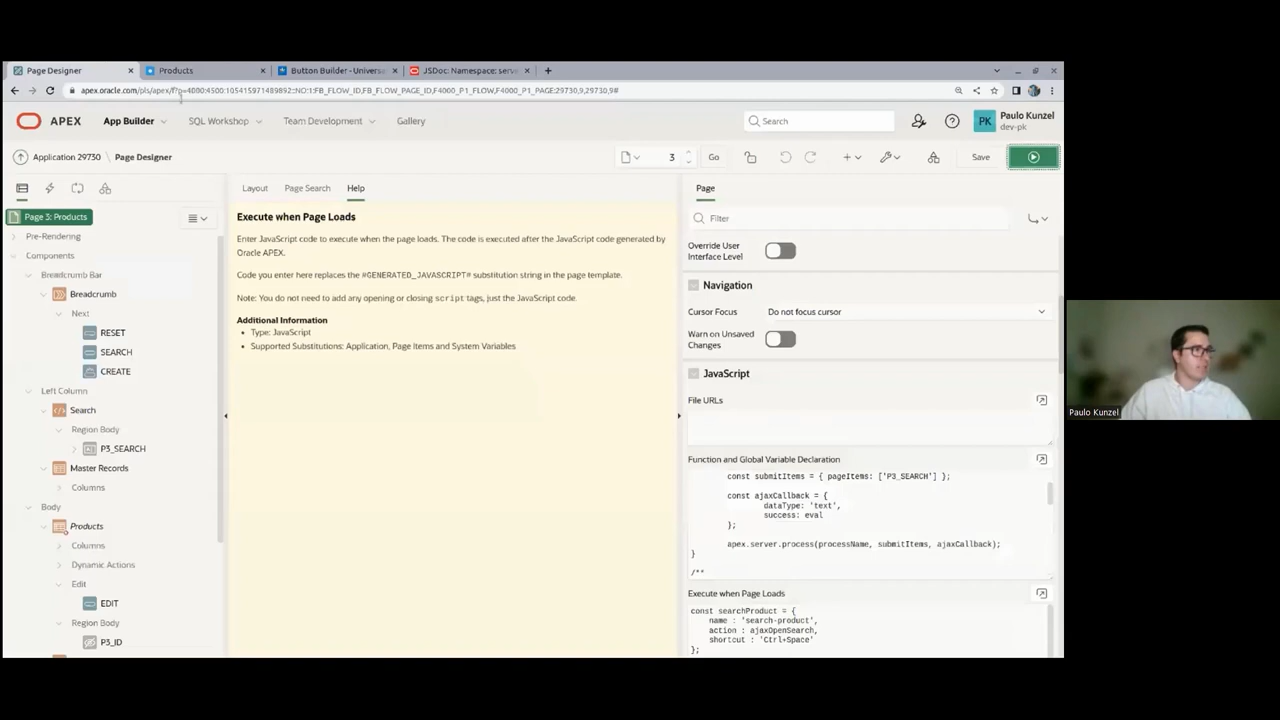 Page Designer
Products
Button Builder - Univers
JSDoc: Namespace: serve
apex.oracle.com/pls/apex/f?p=4000:4500:105415971489892::NO:1:FB_FLOW_ID,FB_FLOW_PAGE_ID,F4000_P1_FLOW,F4000_P1_PAGE:29730,9,29730,9#
APEX
App Builder
SQL Workshop
Team Development
Gallery
Search
PK
Paulo Kunzel
dev-pk
Application 29730
Page Designer
3
Go
Save
Layout
Page Search
Help
Page
Page 3: Products
Pre-Rendering
Components
Breadcrumb Bar
Breadcrumb
Next
RESET
SEARCH
CREATE
Left Column
Search
Region Body
P3_SEARCH
Master Records
Columns
Body
Products
Columns
Dynamic Actions
Edit
EDIT
Region Body
P3_ID
Execute when Page Loads
Enter JavaScript code to execute when the page loads. The code is executed after the JavaScript code generated by
Oracle APEX.
Code you enter here replaces the #GENERATED_JAVASCRIPT# substitution string in the page template.
Note: You do not need to add any opening or closing script tags, just the JavaScript code.
Additional Information
• Type: JavaScript
• Supported Substitutions: Application, Page Items and System Variables
Filter
Override User
Interface Level
Navigation
Cursor Focus
Do not focus cursor
Warn on Unsaved
Changes
JavaScript
File URLs
Function and Global Variable Declaration
const submitItems = { pageItems: ['P3_SEARCH'] };
const ajaxCallback = {
dataType: 'text',
success: eval
};
apex.server.process(processName, submitItems, ajaxCallback);
}
/**
Execute when Page Loads
const searchProduct = {
name : 'search-product',
action : ajaxOpenSearch,
shortcut : 'Ctrl+Space'
};
Paulo Kunzel